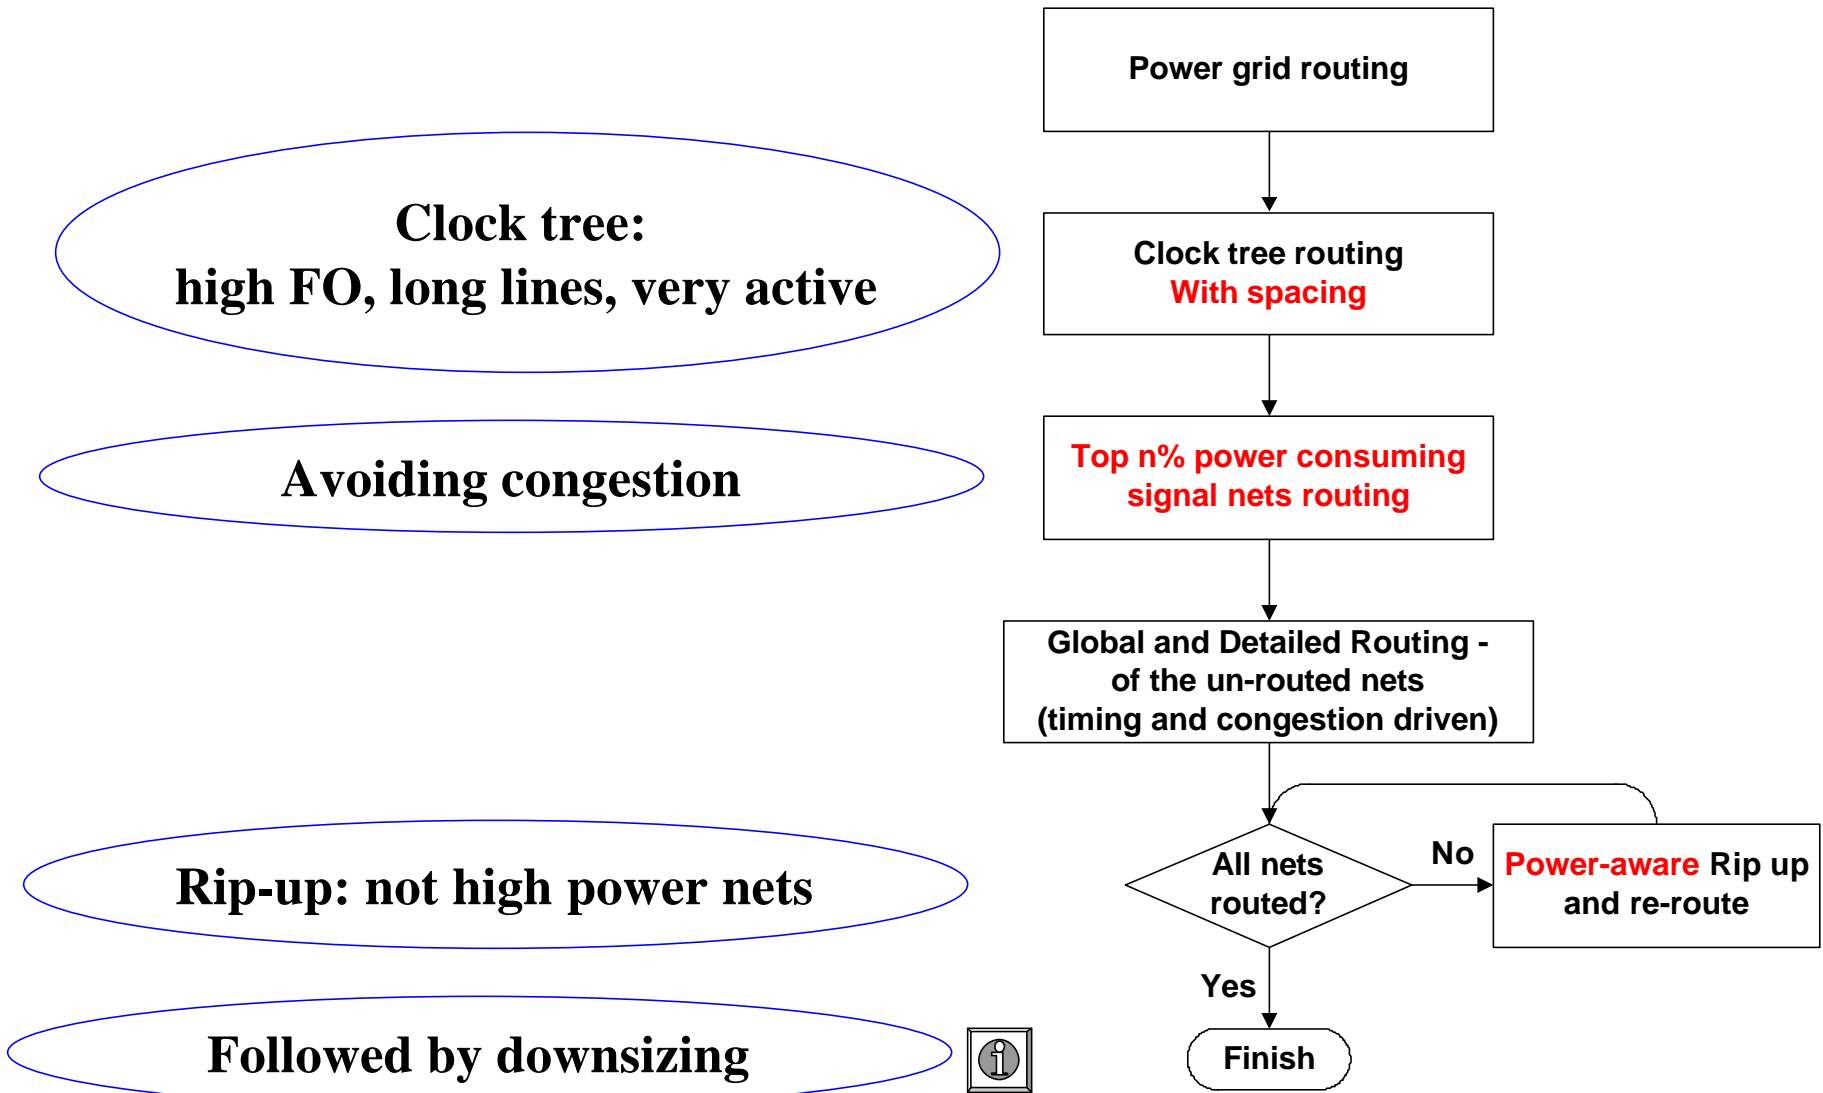 Power grid routing
Clock tree:
high FO, long lines, very active
Clock tree routing
With spacing
Avoiding congestion
Top n% power consuming
signal nets routing
Global and Detailed Routing -
of the un-routed nets
(timing and congestion driven)
Rip-up: not high power nets
All nets
routed?
No
Power-aware Rip up
and re-route
Yes
Followed by downsizing
i
Finish